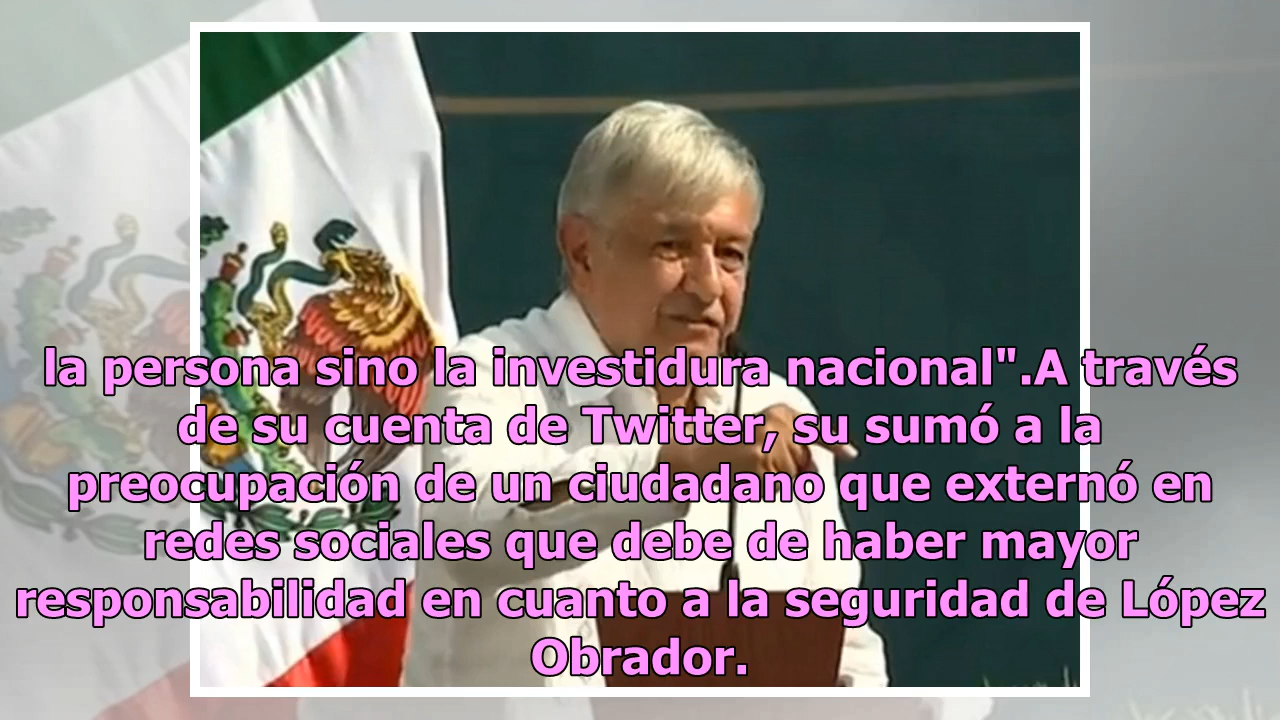 la persona sino la investidura nacional".A través
de su cuenta de Twitter, su sumó a la
preocupación de un ciudadano que externó en
redes sociales que debe de haber mayor
responsabilidad en cuanto a la seguridad de López
Obrador.